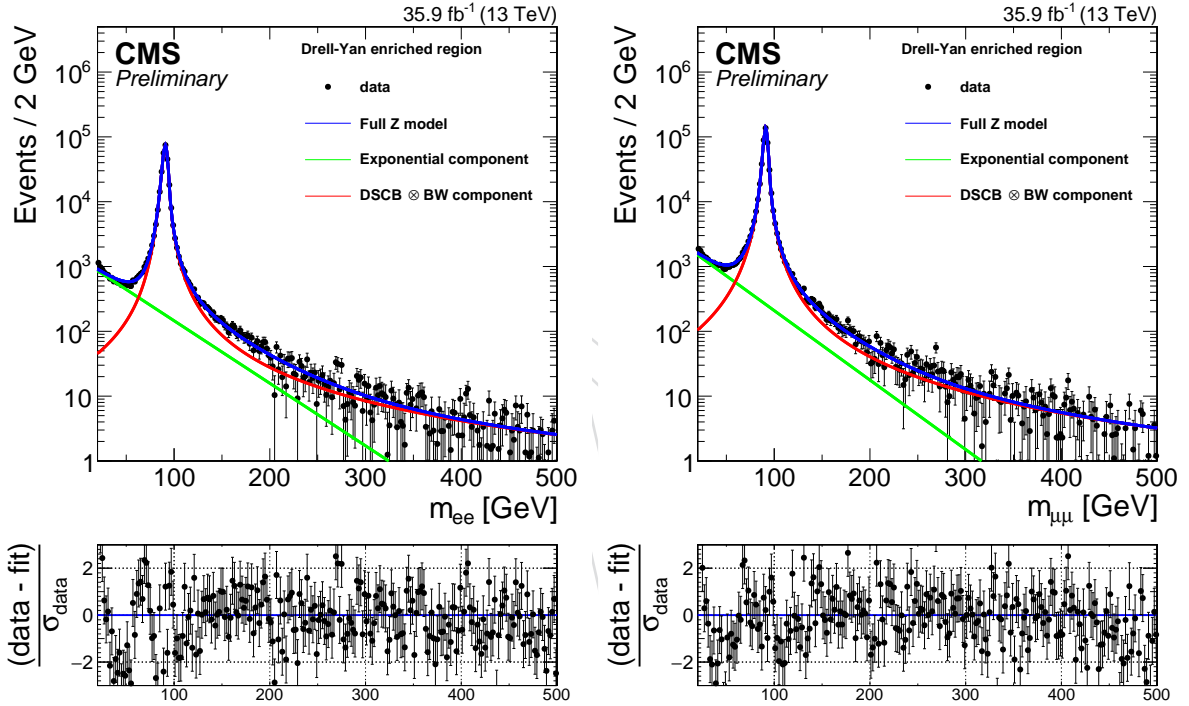 35.9 fb⁻¹ (13 TeV)
CMS
Preliminary
Drell-Yan enriched region
data
Full Z model
Exponential component
DSCB ⊗ BW component
Events / 2 GeV
10⁶
10⁵
10⁴
10³
10²
10
1
100 200 300 400 500
m_ee [GeV]
(data - fit)
σ_data
2
0
−2
100 200 300 400 500
35.9 fb⁻¹ (13 TeV)
CMS
Preliminary
Drell-Yan enriched region
data
Full Z model
Exponential component
DSCB ⊗ BW component
Events / 2 GeV
10⁶
10⁵
10⁴
10³
10²
10
1
100 200 300 400 500
m_μμ [GeV]
(data - fit)
σ_data
2
0
−2
100 200 300 400 500